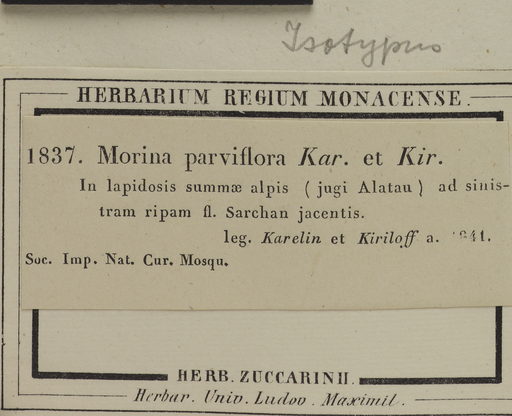 Isotypus
HERBARIUM REGIUM MONACENSE.
1837. Morina parviflora Kar. et Kir.
In lapidosis summæ alpis ( jugi Alatau ) ad sinis-
tram ripam fl. Sarchan jacentis.
leg. Karelin et Kiriloff a. 1841.
Soc. Imp. Nat. Cur. Mosqu.
HERB. ZUCCARINII.
Herbar. Univ. Ludov. Maximil.